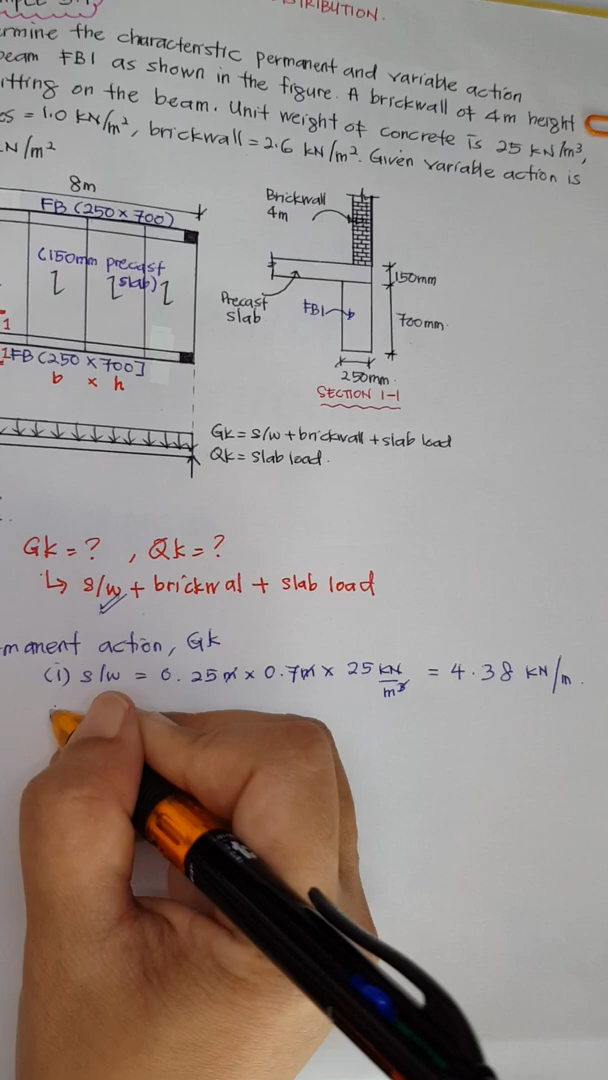 DISTRIBUTION.
ermine the characteristic permanent and variable action
beam FB1 as shown in the figure. A brickwall of 4m height
itting on the beam. Unit weight of concrete is 25 kN/m³,
es = 1.0 kN/m², brickwall = 2.6 kN/m². Given variable action is
kN/m²
8m
FB (250 × 700)
(150mm precast
slab)
1
1
FB (250 × 700)
b × h
Brickwall
4m
Precast
slab
FB1
150mm
700mm.
250mm.
SECTION 1-1
Gk = s/w + brickwall + slab load
Qk = slab load.
Gk = ? , Qk = ?
↳ s/w + brickwal + slab load
manent action, Gk
(i) s/w = 0.25m × 0.7m × 25 kN/m³ = 4.38 kN/m.